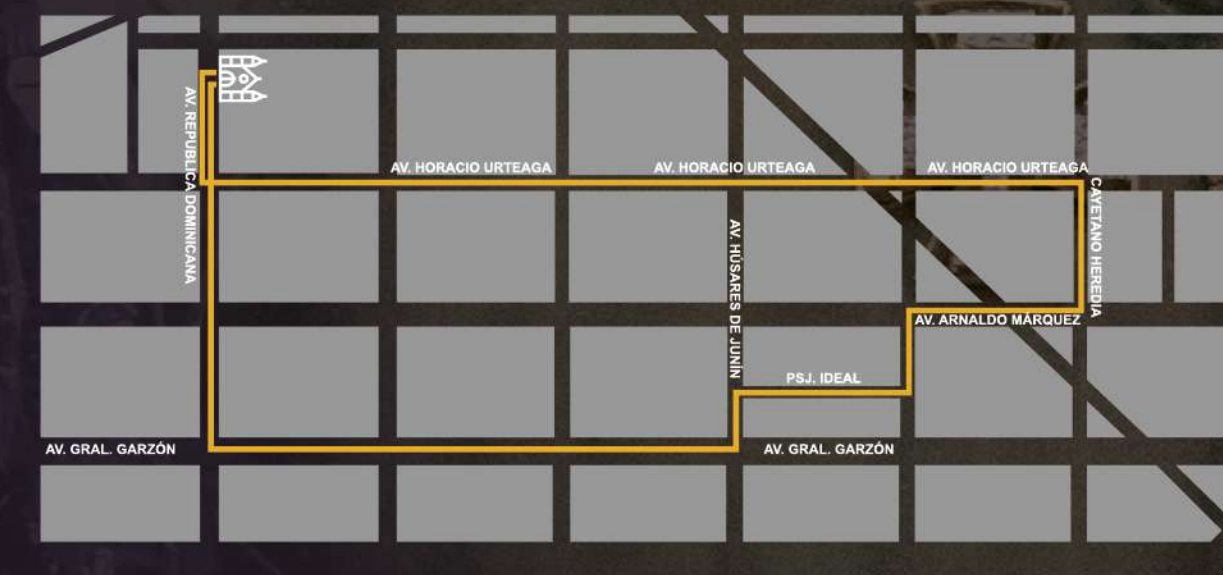 AV. REPUBLICA DOMINICANA
AV. HORACIO URTEAGA
AV. HORACIO URTEAGA
AV. HORACIO URTEAGA
CAYETANO HEREDIA
AV. HÚSARES DE JUNÍN
AV. ARNALDO MÁRQUEZ
PSJ. IDEAL
AV. GRAL. GARZÓN
AV. GRAL. GARZÓN